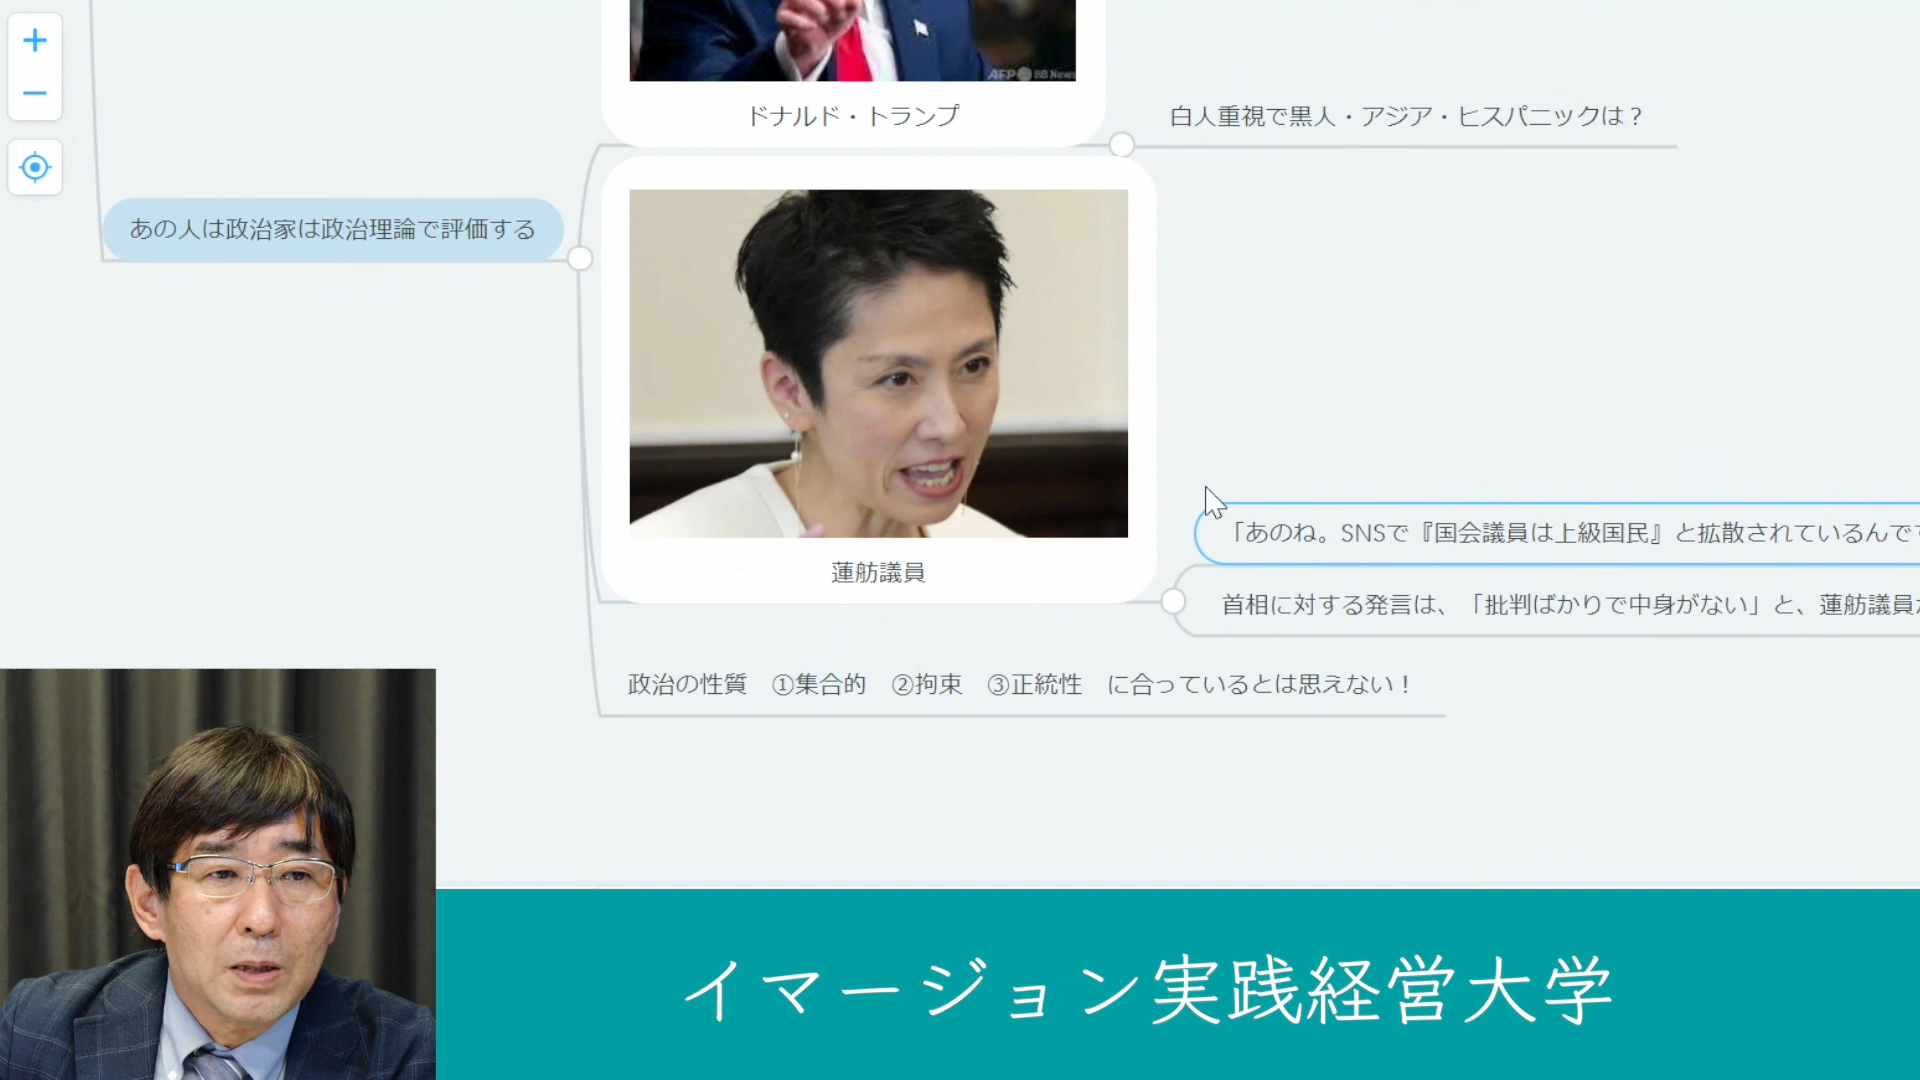 AFP BB News
ドナルド・トランプ
白人重視で黒人・アジア・ヒスパニックは？
あの人は政治家は政治理論で評価する
「あのね。SNSで『国会議員は上級国民』と拡散されているんで
蓮舫議員
首相に対する発言は、「批判ばかりで中身がない」と、蓮舫議員
政治の性質　①集合的　②拘束　③正統性　に合っているとは思えない！
イマージョン実践経営大学